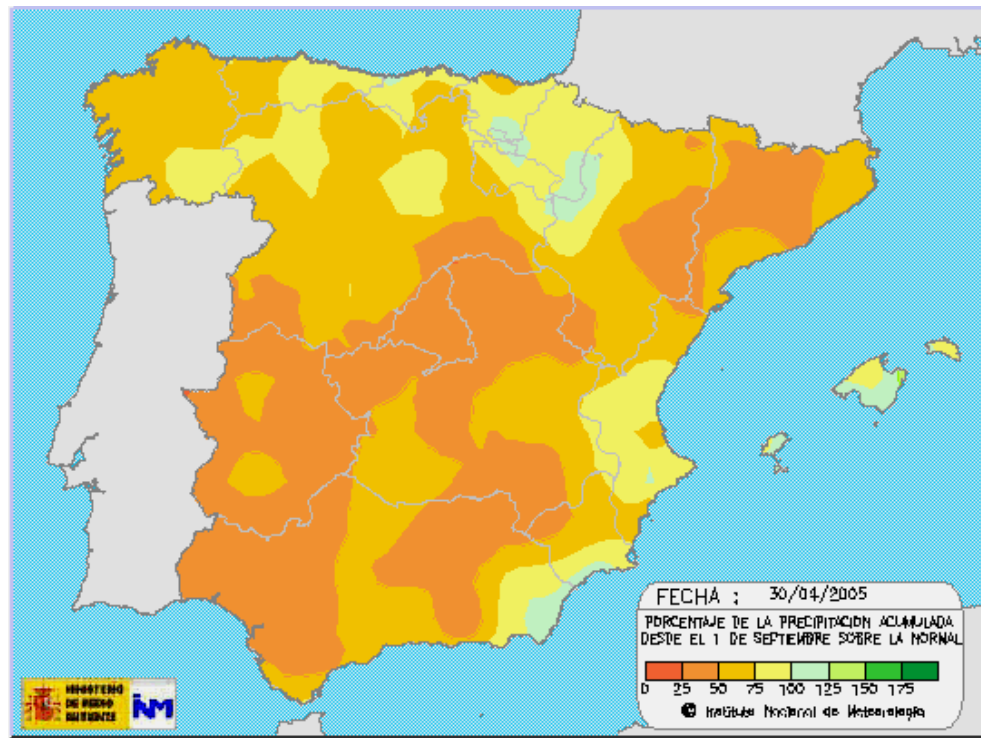 FECHA : 30/04/2005
PORCENTAJE DE LA PRECIPITACION ACUMULADA
DESDE EL 1 DE SEPTIEMBRE SOBRE LA NORMAL
0 25 50 75 100 125 150 175
© Instituto Nacional de Meteorología
MINISTERIO
DE MEDIO
AMBIENTE
INM